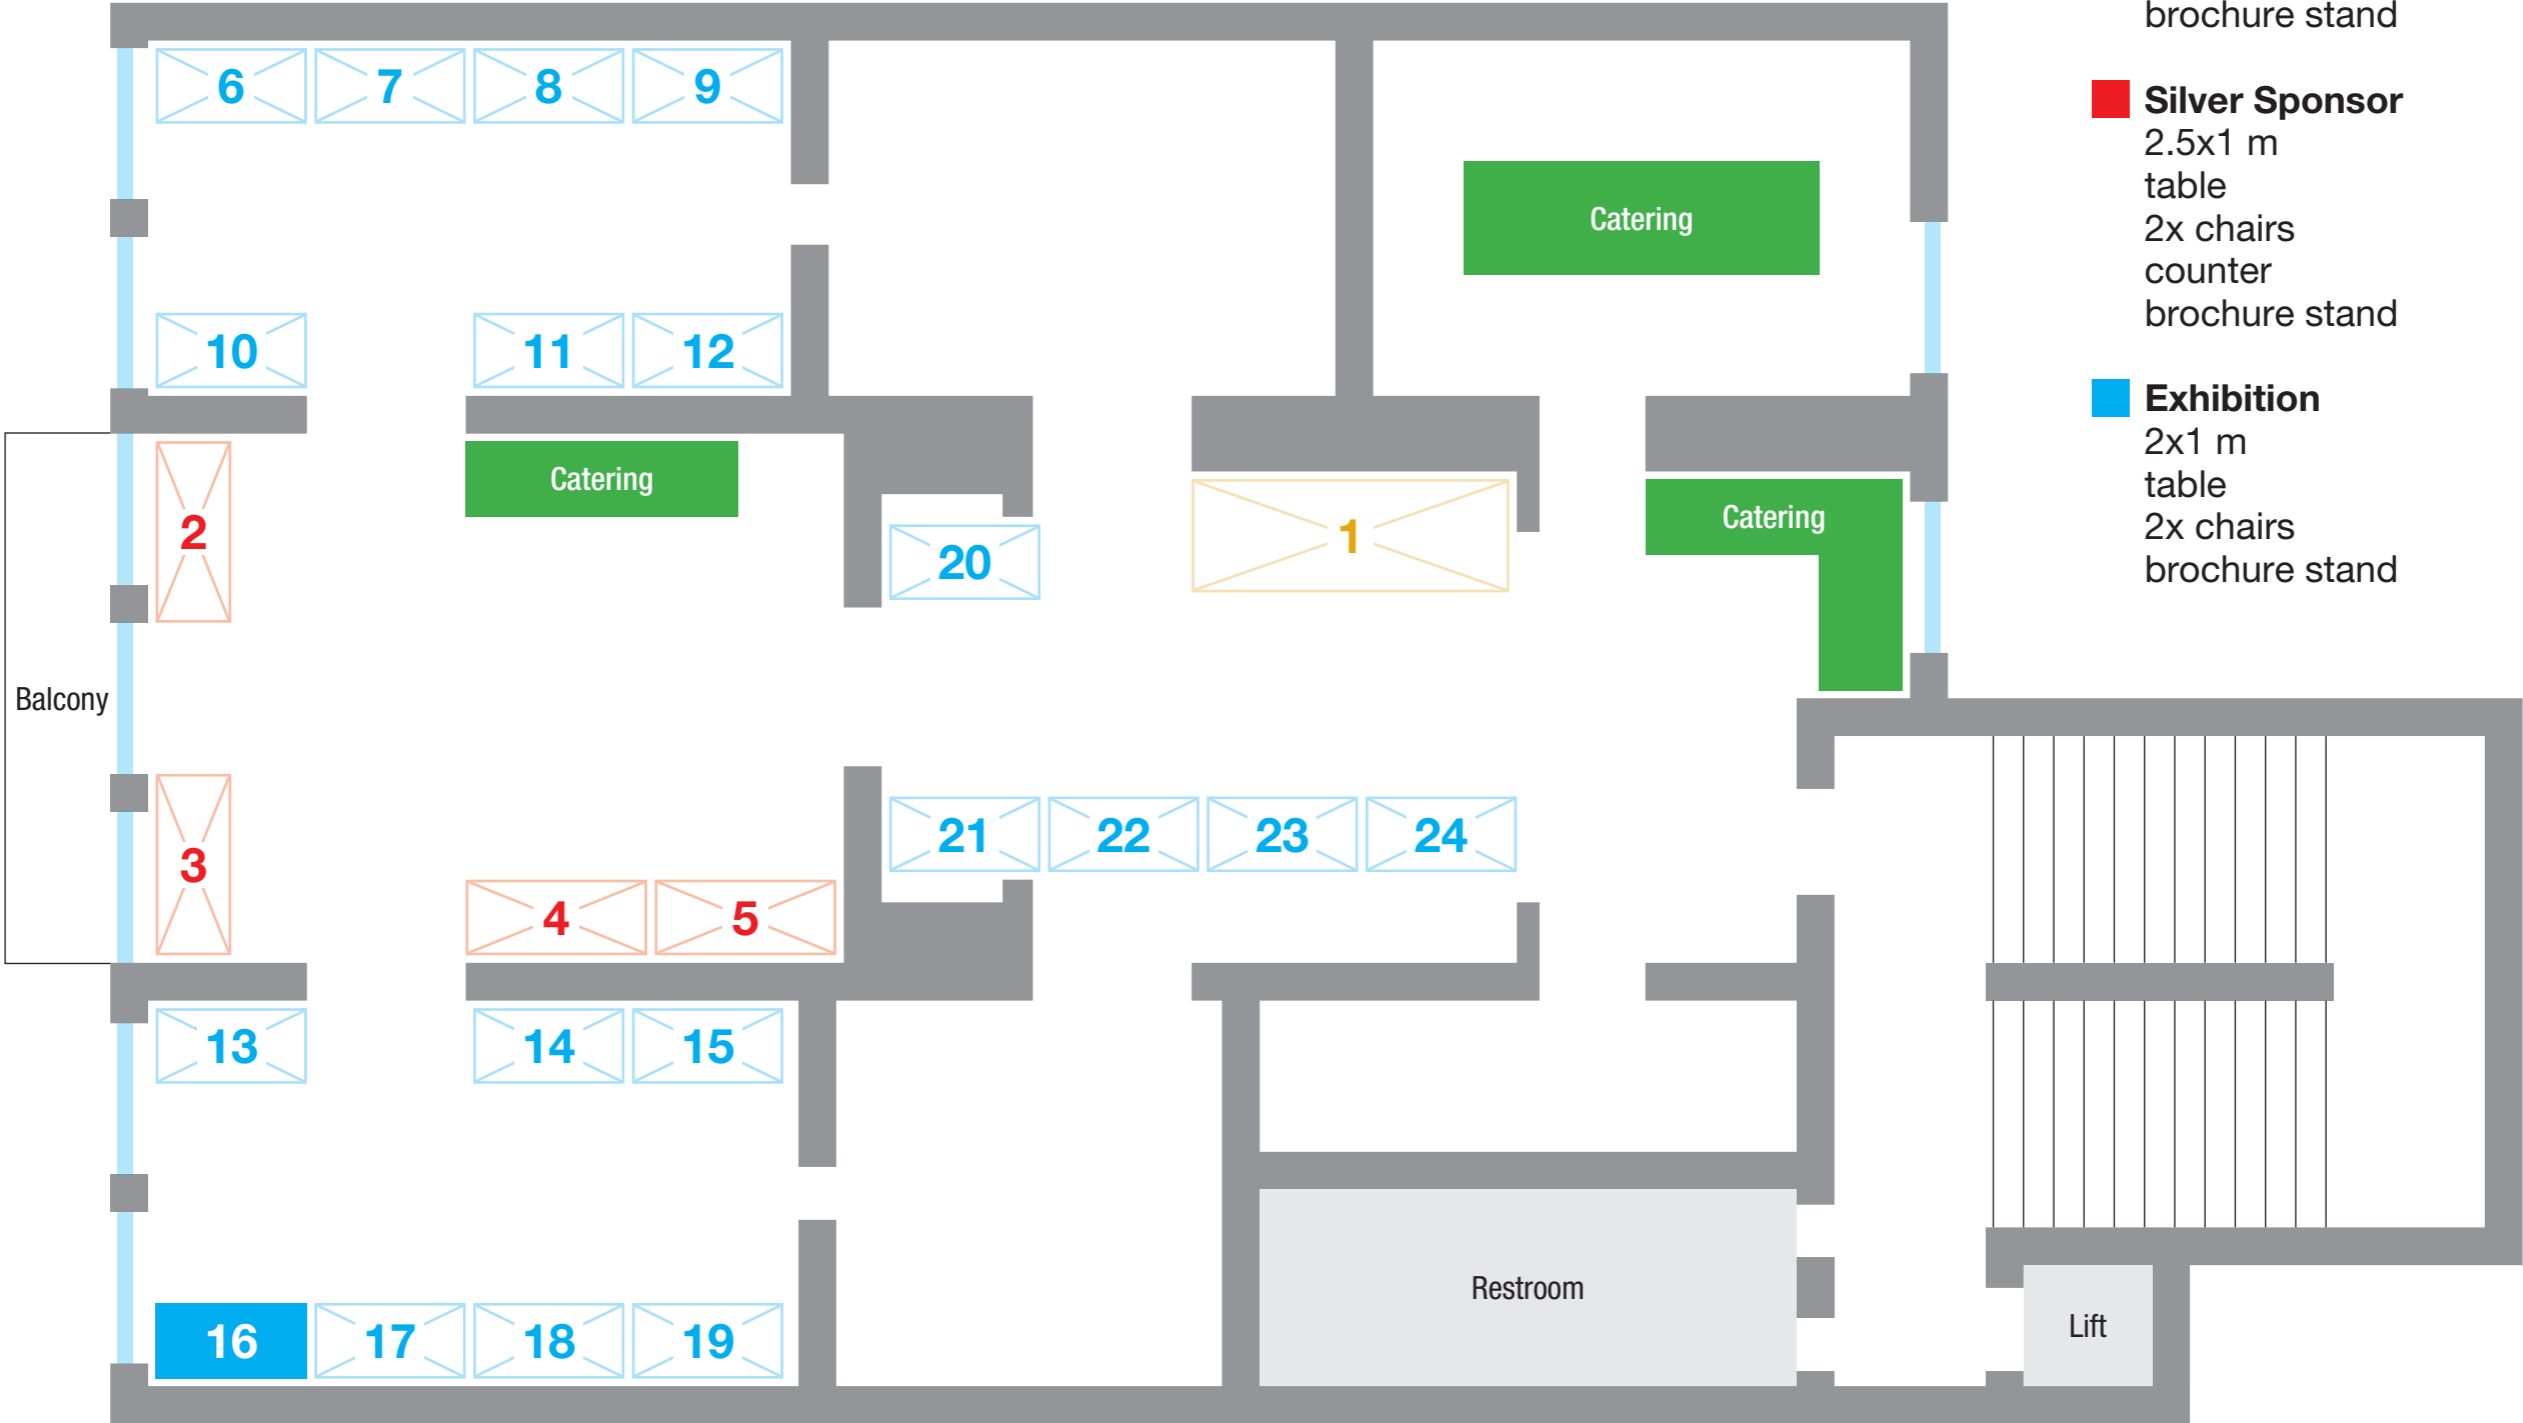 brochure stand
Silver Sponsor
2.5x1 m
table
2x chairs
counter
brochure stand
Exhibition
2x1 m
table
2x chairs
brochure stand
6 7 8 9
Catering
10 11 12
Catering
2
20
1
Catering
Balcony
3
21 22 23 24
4 5
13 14 15
Restroom
16 17 18 19
Lift